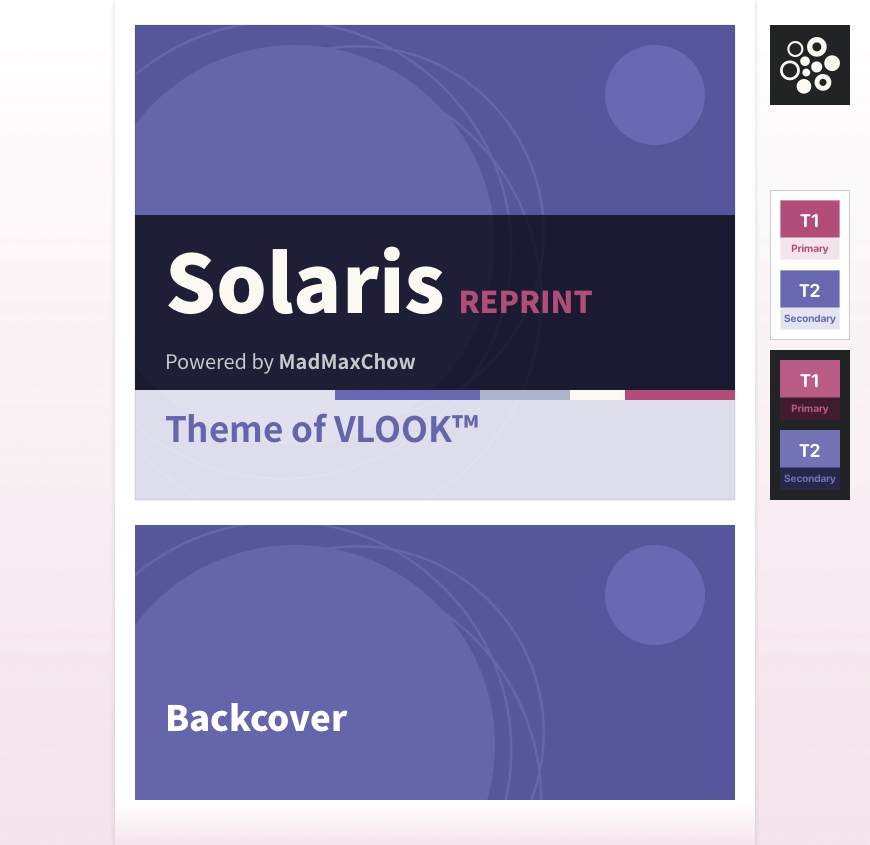 Solaris REPRINT
Powered by MadMaxChow
Theme of VLOOK™
Backcover
T1
Primary
T2
Secondary
T1
Primary
T2
Secondary